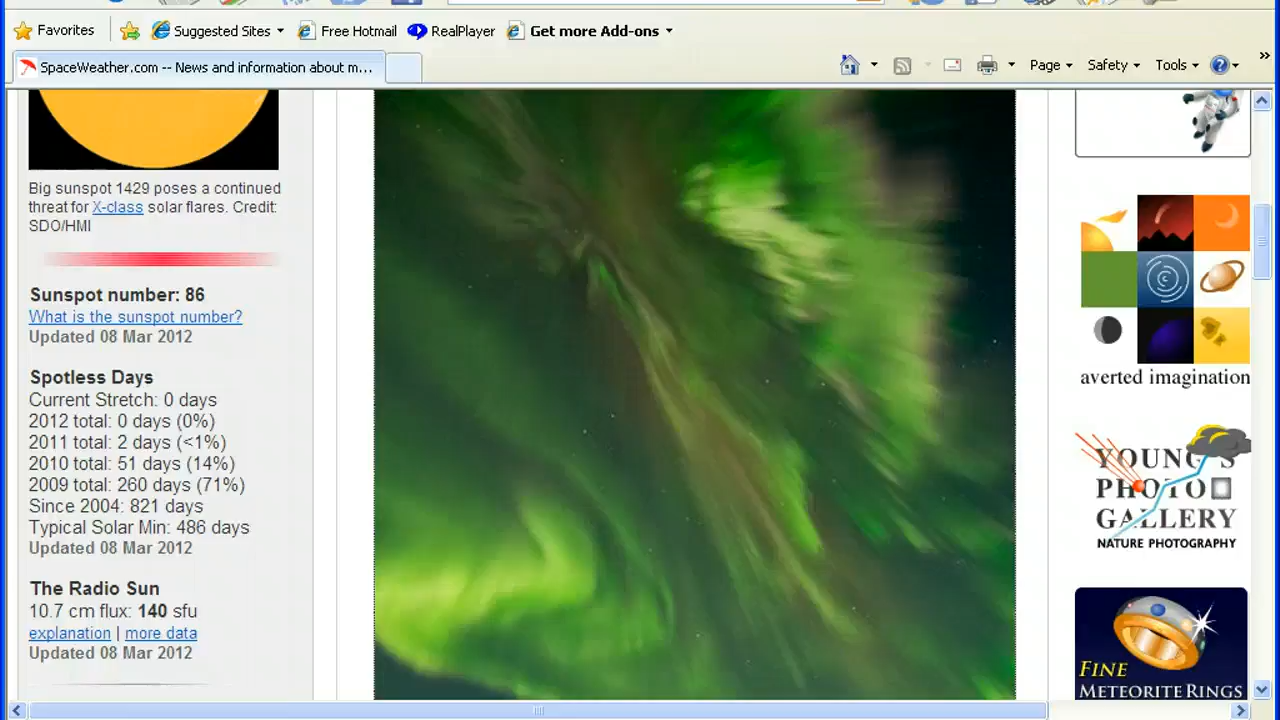 Favorites
Suggested Sites
Free Hotmail
RealPlayer
Get more Add-ons
SpaceWeather.com -- News and information about m...
Page
Safety
Tools
Big sunspot 1429 poses a continued
threat for X-class solar flares. Credit:
SDO/HMI
Sunspot number: 86
What is the sunspot number?
Updated 08 Mar 2012
Spotless Days
Current Stretch: 0 days
2012 total: 0 days (0%)
2011 total: 2 days (<1%)
2010 total: 51 days (14%)
2009 total: 260 days (71%)
Since 2004: 821 days
Typical Solar Min: 486 days
Updated 08 Mar 2012
The Radio Sun
10.7 cm flux: 140 sfu
explanation | more data
Updated 08 Mar 2012
averted imagination
YOUNG'S
PHOTO
GALLERY
NATURE PHOTOGRAPHY
FINE
METEORITE RINGS